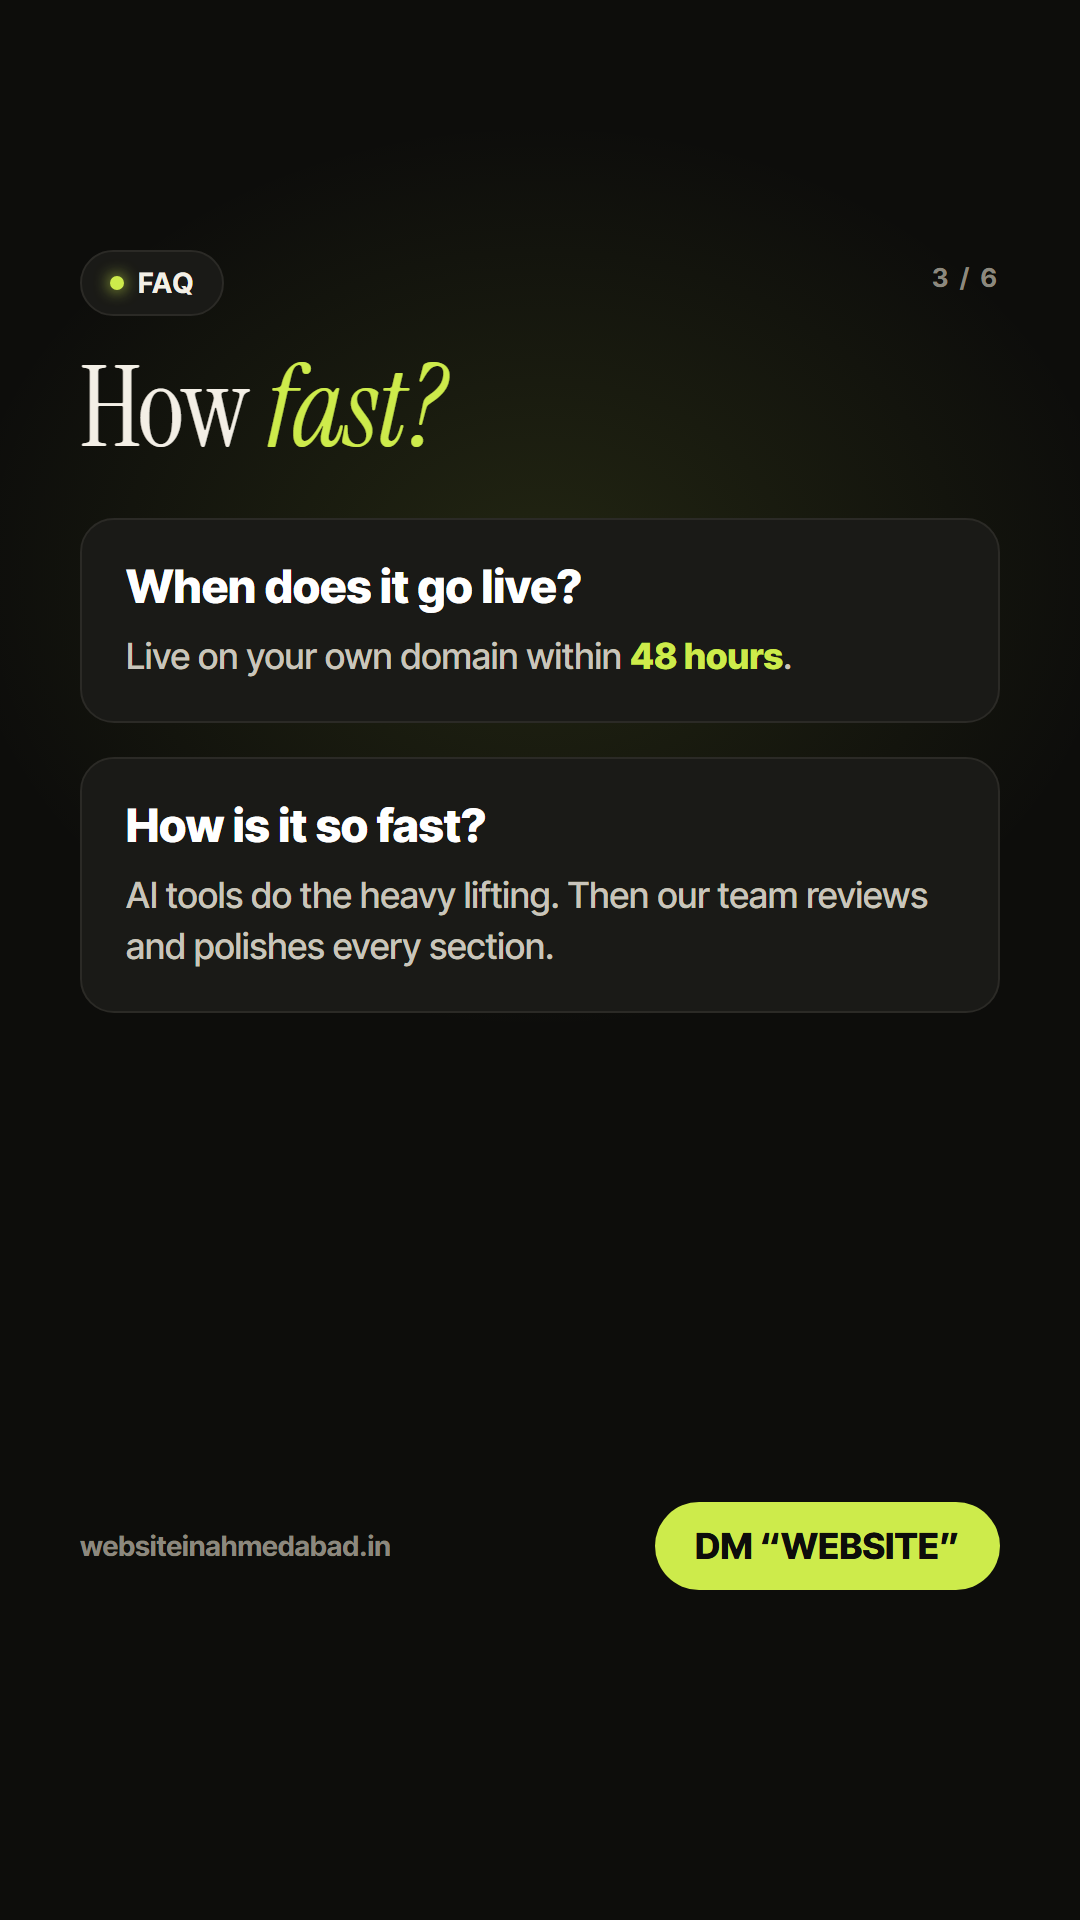 FAQ
3 / 6
How fast?
When does it go live?
Live on your own domain within 48 hours.
How is it so fast?
AI tools do the heavy lifting. Then our team reviews
and polishes every section.
websiteinahmedabad.in
DM “WEBSITE”